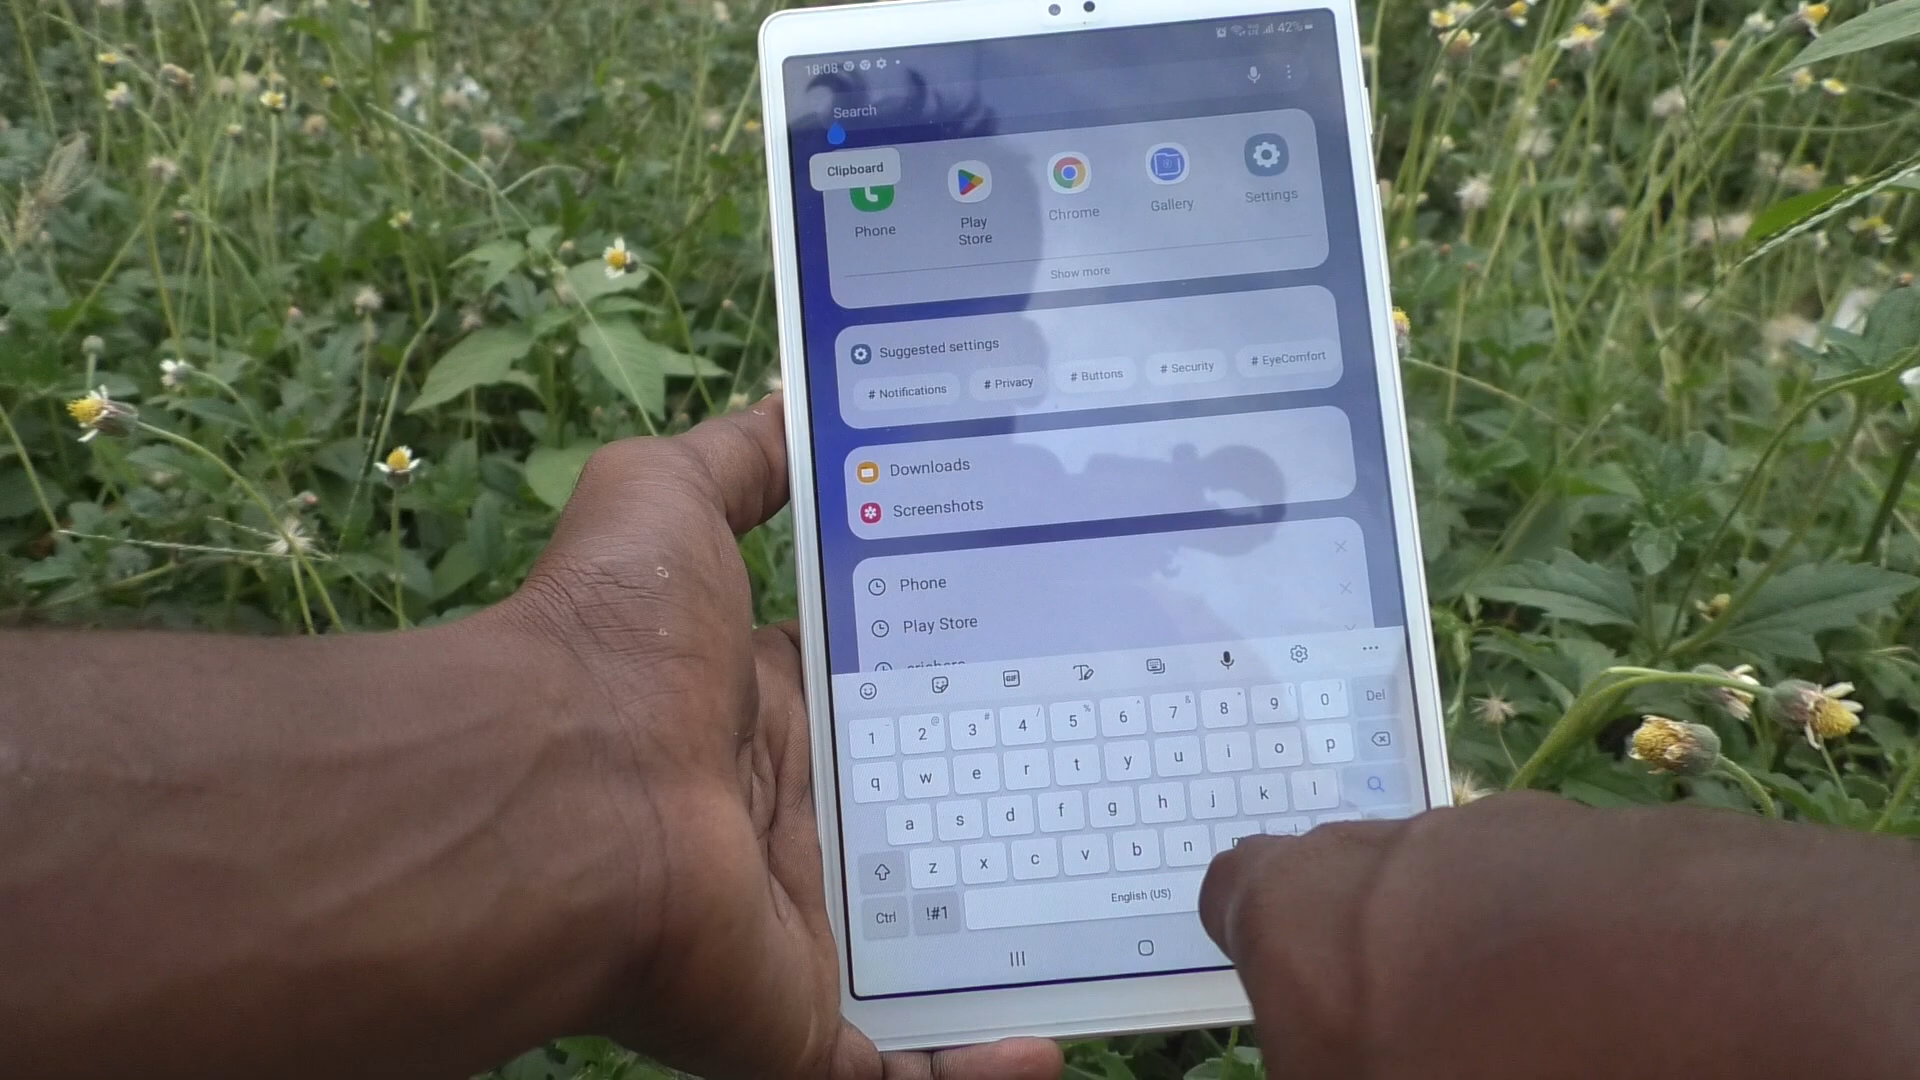 18:08
42%
Search
Clipboard
Phone
Play
Store
Chrome
Gallery
Settings
Show more
Suggested settings
# Notifications
# Privacy
# Buttons
# Security
# EyeComfort
Downloads
Screenshots
Phone
Play Store
GIF
1 2 3 4 5 6 7 8 9 0 Del
q w e r t y u i o p
a s d f g h j k l
z x c v b n m
Ctrl !#1 English (US)